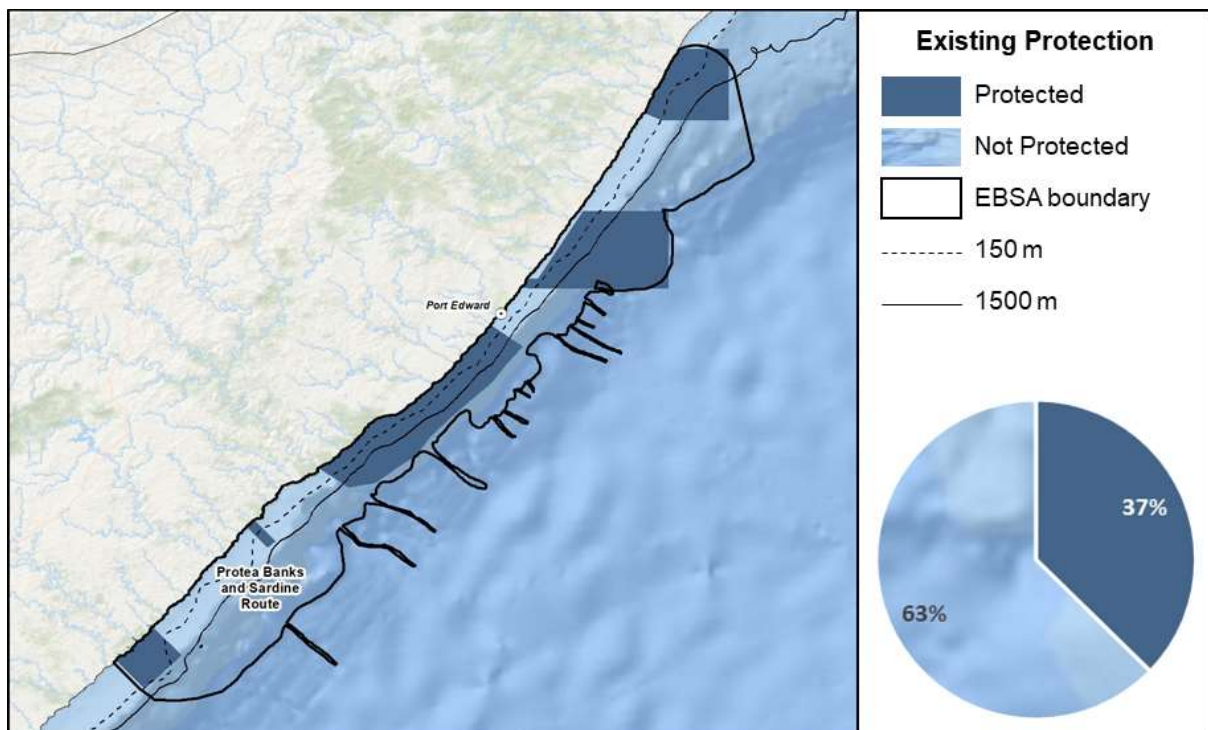 Port Edward
Protea Banks
and Sardine
Route
Existing Protection
Protected
Not Protected
EBSA boundary
150 m
1500 m
37%
63%